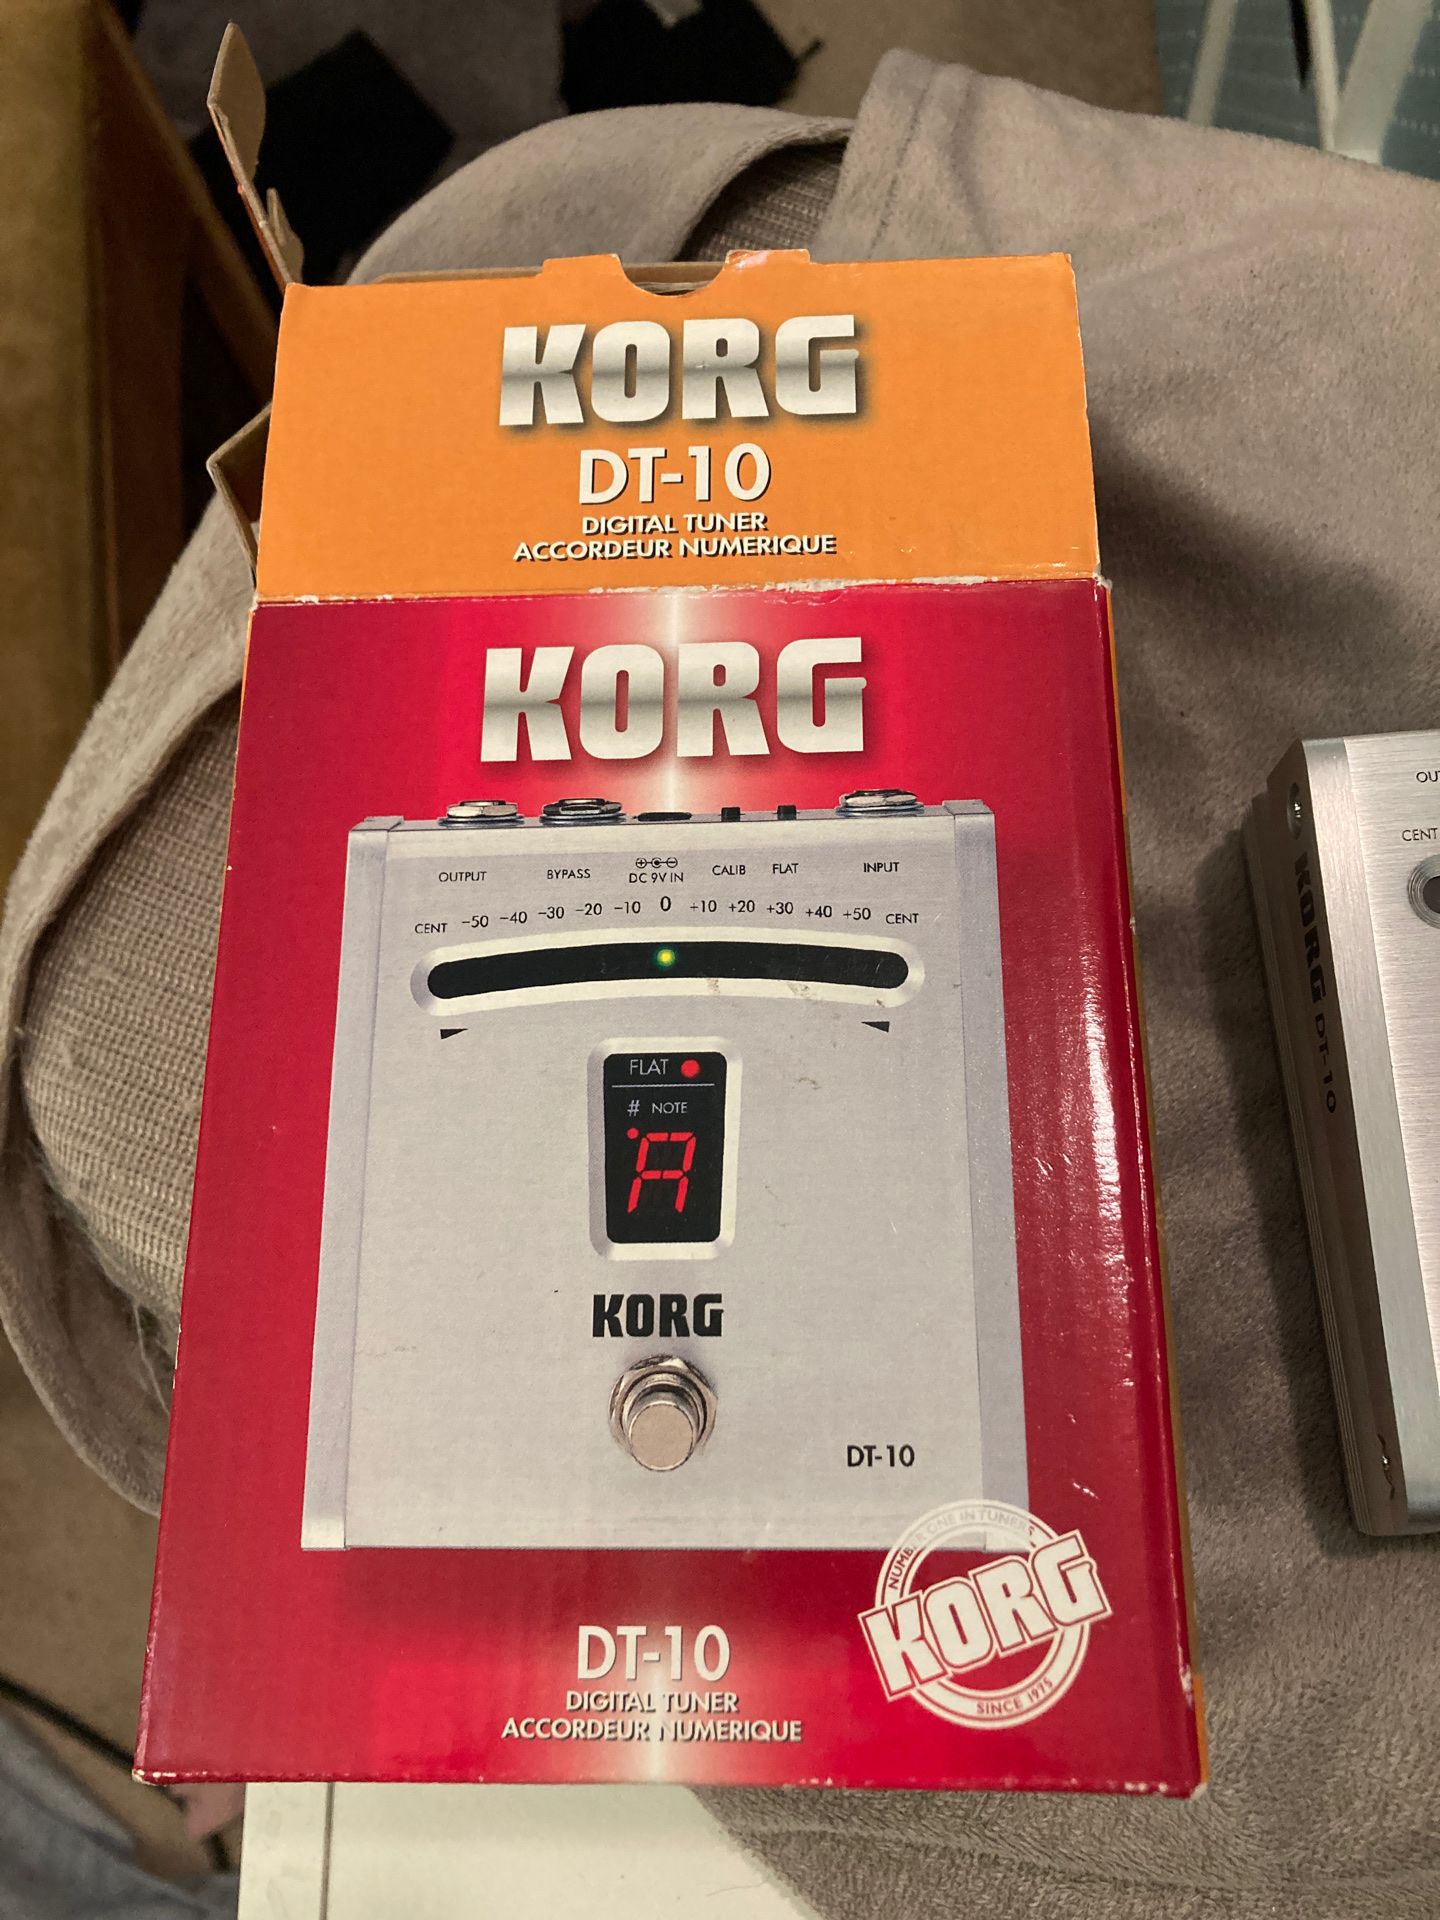 KORG
DT-10
DIGITAL TUNER
ACCORDEUR NUMERIQUE
KORG
OUTPUT BYPASS DC 9V IN CALIB FLAT INPUT
CENT -50 -40 -30 -20 -10 0 +10 +20 +30 +40 +50 CENT
FLAT
# NOTE
A
KORG
DT-10
NUMBER ONE IN TUNERS
KORG
SINCE 1975
DT-10
DIGITAL TUNER
ACCORDEUR NUMERIQUE
CENT
KORG DT-10